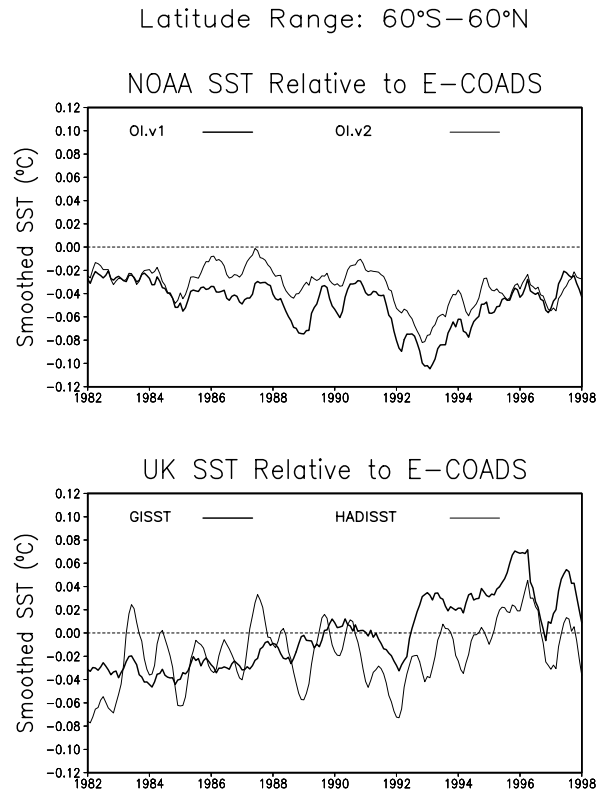 Latitude Range: 60°S−60°N
NOAA SST Relative to E−COADS
Smoothed SST (°C)
0.12
0.10
0.08
0.06
0.04
0.02
0.00
−0.02
−0.04
−0.06
−0.08
−0.10
−0.12
OI.v1 OI.v2
1982 1984 1986 1988 1990 1992 1994 1996 1998
UK SST Relative to E−COADS
Smoothed SST (°C)
0.12
0.10
0.08
0.06
0.04
0.02
0.00
−0.02
−0.04
−0.06
−0.08
−0.10
−0.12
GISST HADISST
1982 1984 1986 1988 1990 1992 1994 1996 1998